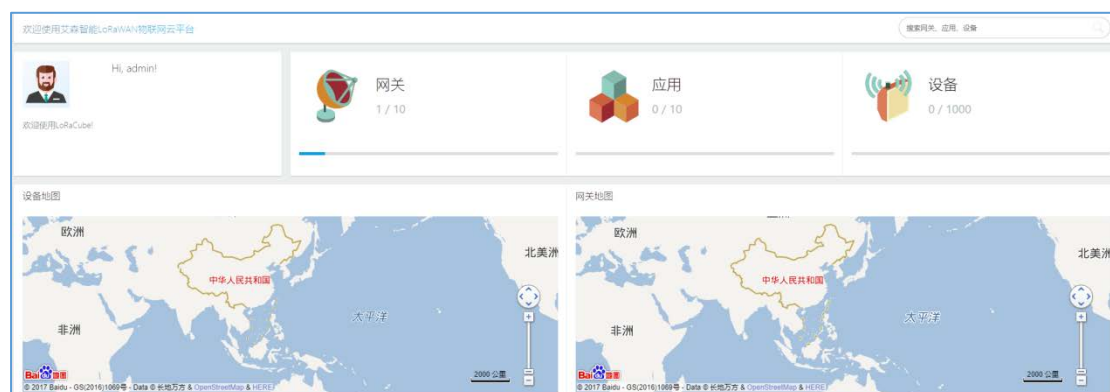 欢迎使用艾森智能LoRaWAN物联网云平台
搜索网关、应用、设备
Hi, admin!
欢迎使用LoRaCube!
网关
1 / 10
应用
0 / 10
设备
0 / 1000
设备地图
欧洲
北美洲
中华人民共和国
太平洋
非洲
Bai 地图
2000 公里
© 2017 Baidu - GS(2016)1069号 - Data © 长地万方 & OpenStreetMap & HERE
网关地图
欧洲
北美洲
中华人民共和国
太平洋
非洲
Bai 地图
2000 公里
© 2017 Baidu - GS(2016)1069号 - Data © 长地万方 & OpenStreetMap & HERE